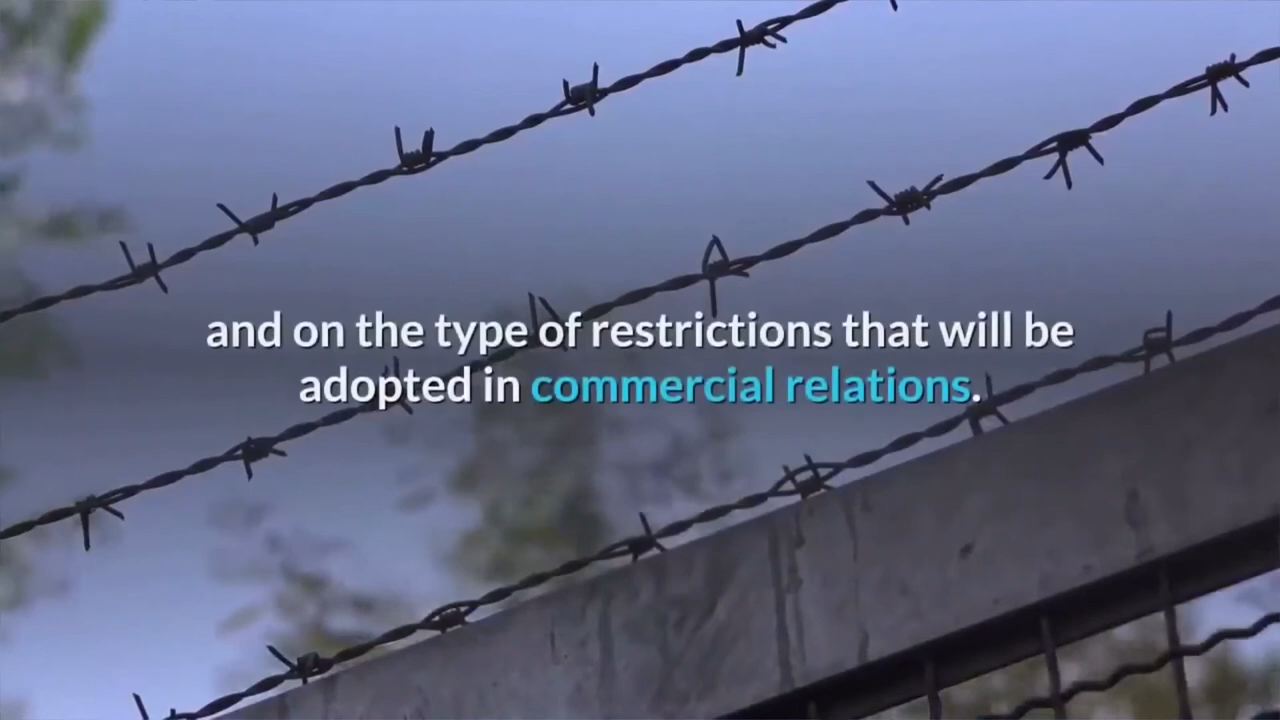 and on the type of restrictions that will be
adopted in commercial relations.